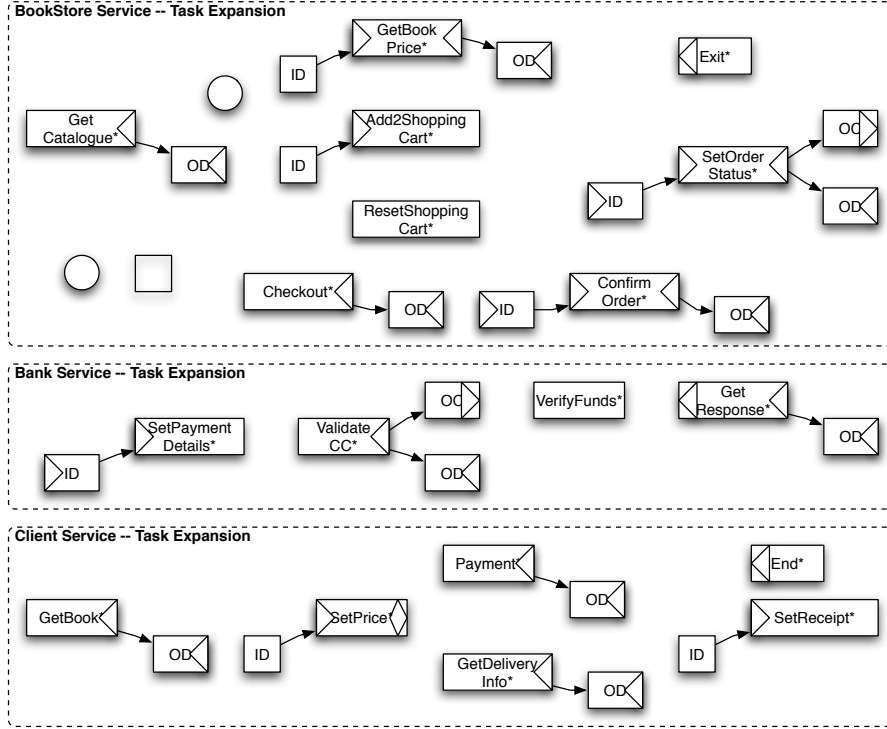 BookStore Service -- Task Expansion
GetBook
Price*
ID
OD
Exit*
Get
Catalogue*
OD
Add2Shopping
Cart*
ID
OC
SetOrder
Status*
ID
OD
ResetShopping
Cart*
Checkout*
OD
ID
Confirm
Order*
OD
Bank Service -- Task Expansion
SetPayment
Details*
ID
Validate
CC*
OC
OD
VerifyFunds*
Get
Response*
OD
Client Service -- Task Expansion
GetBook*
OD
ID
SetPrice*
Payment
OD
GetDelivery
Info*
OD
End*
SetReceipt*
ID